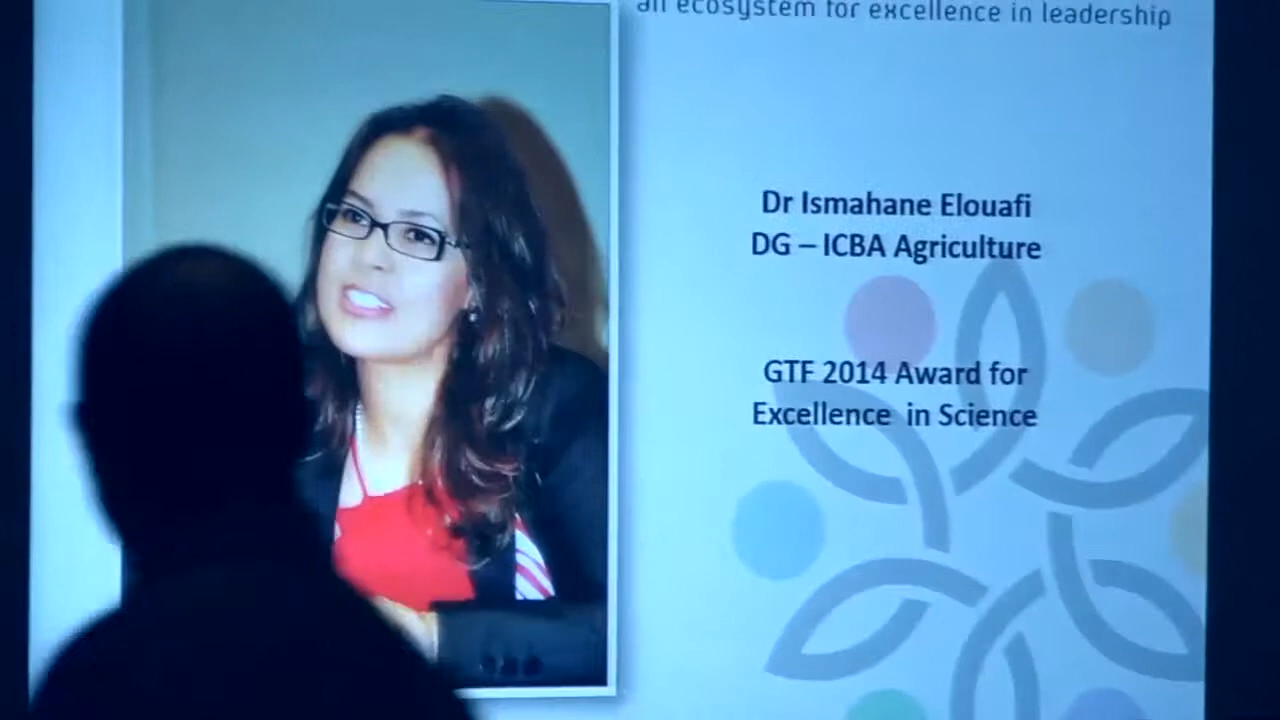 an ecosystem for excellence in leadership
Dr Ismahane Elouafi
DG – ICBA Agriculture
GTF 2014 Award for
Excellence in Science